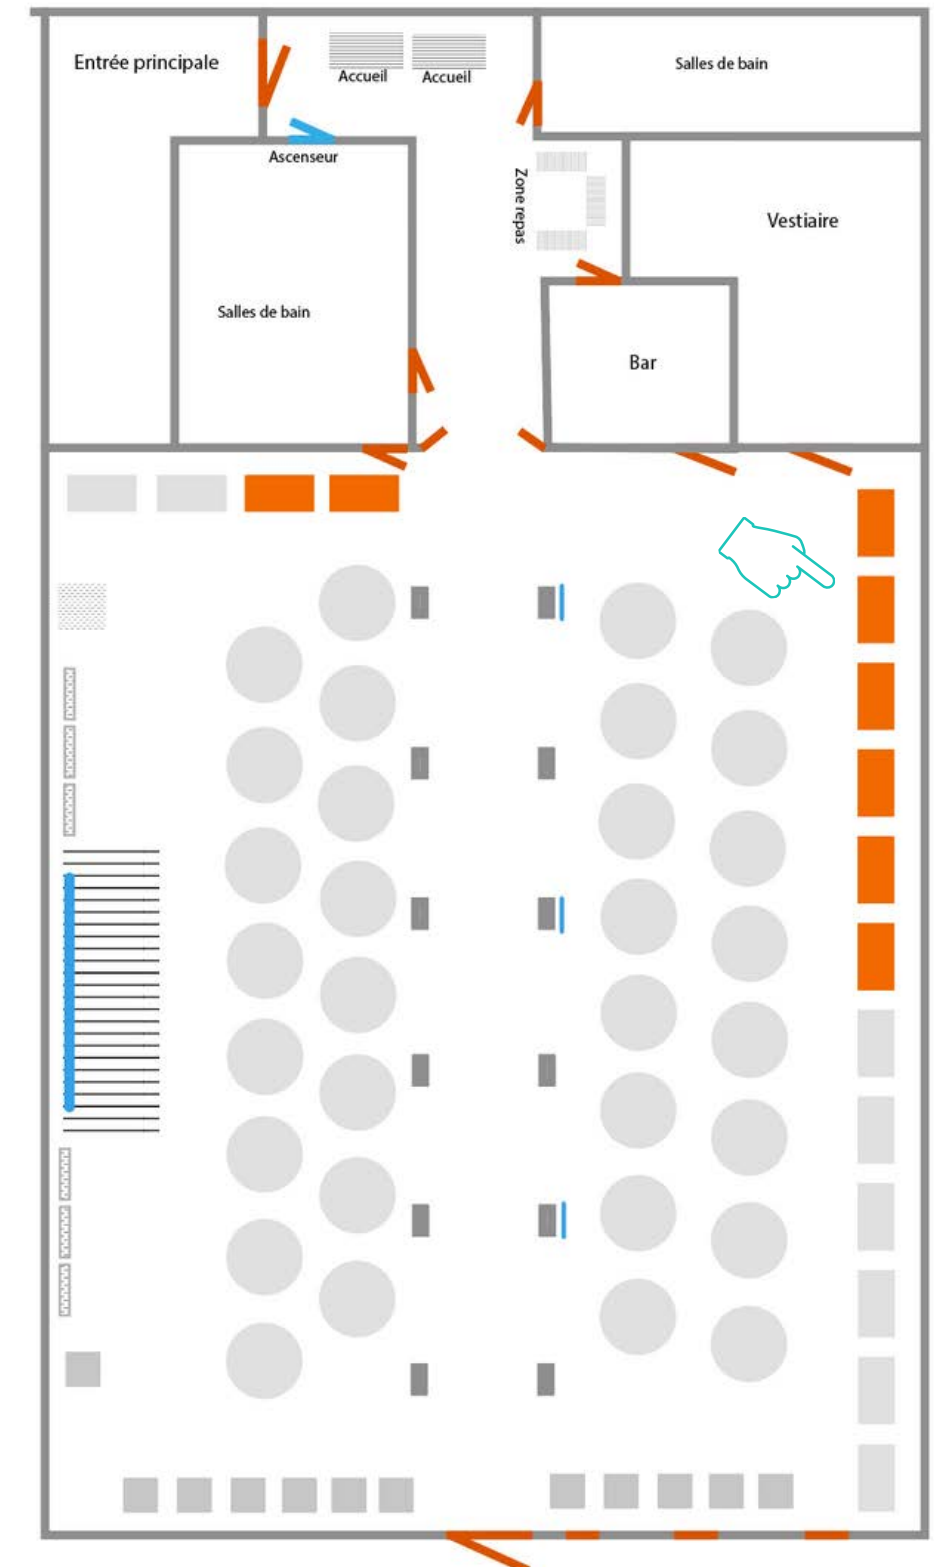 Entrée principale
Accueil
Accueil
Salles de bain
Ascenseur
Zone repas
Vestiaire
Salles de bain
Bar